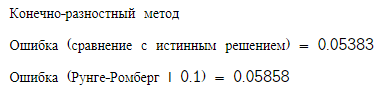 Конечно-разностный метод
Ошибка (сравнение с истинным решением) = 0.05383
Ошибка (Рунге-Ромберг | 0.1) = 0.05858